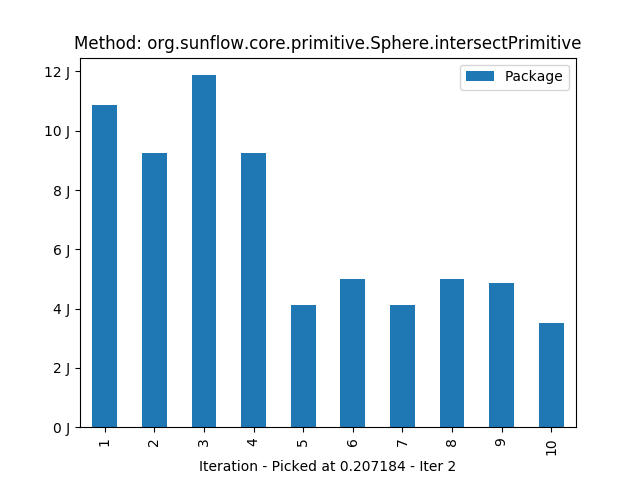 Method: org.sunflow.core.primitive.Sphere.intersectPrimitive
Package
12 J
10 J
8 J
6 J
4 J
2 J
0 J
1 2 3 4 5 6 7 8 9 10
Iteration - Picked at 0.207184 - Iter 2